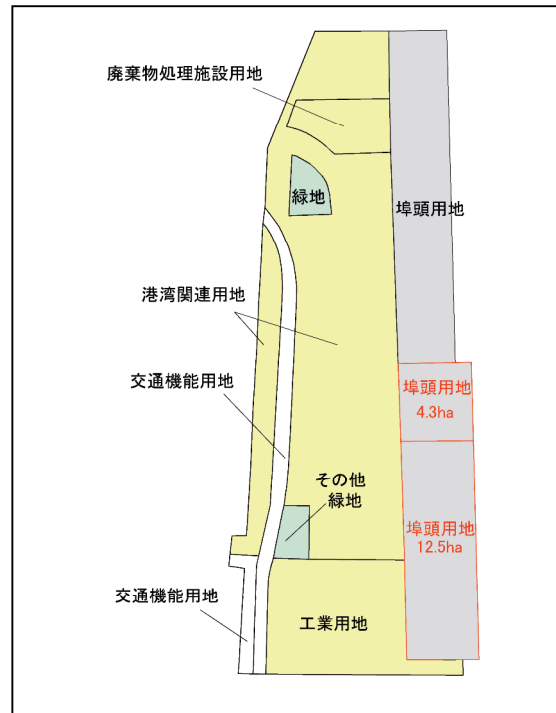 廃棄物処理施設用地
緑地
埠頭用地
港湾関連用地
埠頭用地
4.3ha
交通機能用地
その他
緑地
埠頭用地
12.5ha
交通機能用地
工業用地